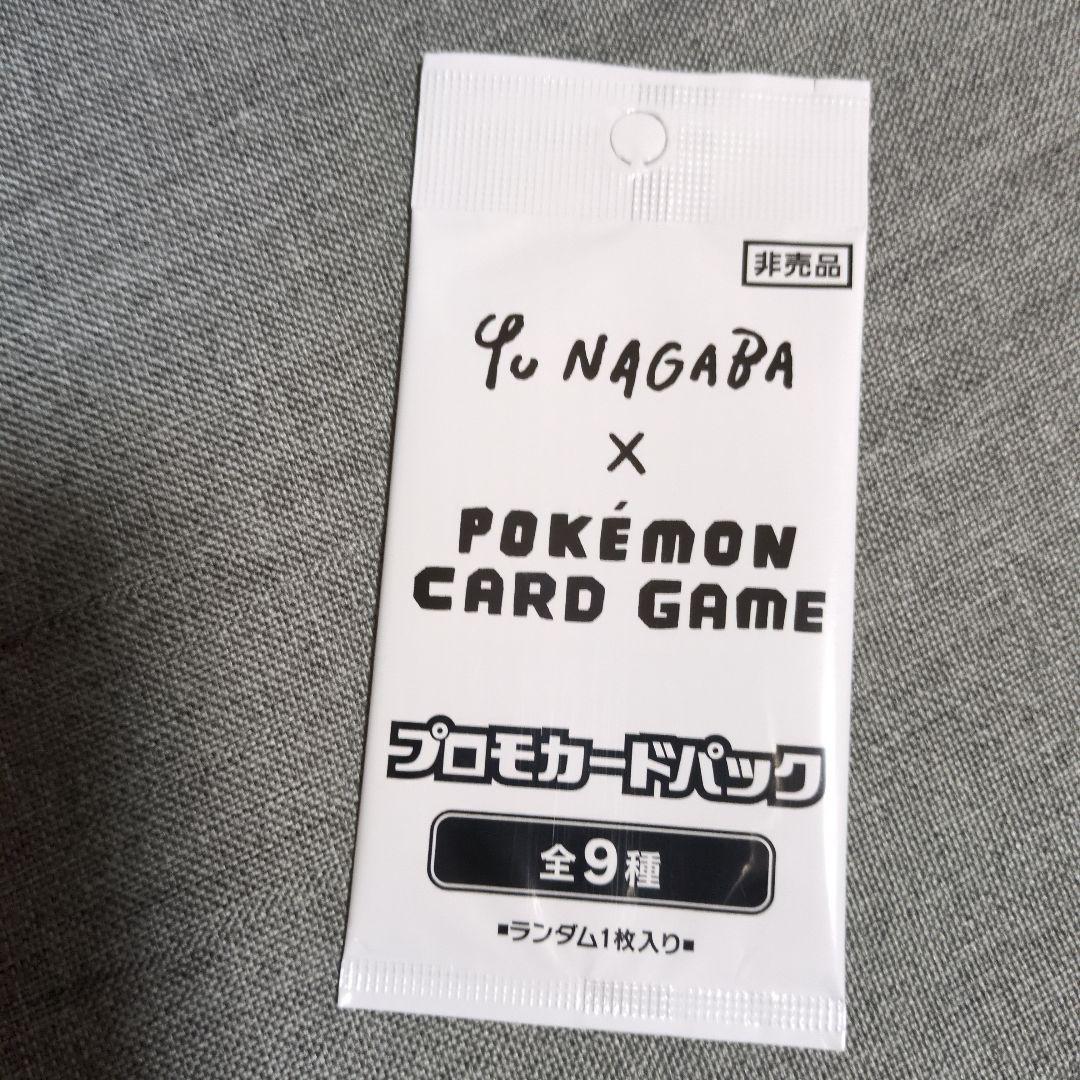 非売品
Yu NAGABA
×
POKÉMON
CARD GAME
プロモカードパック
全9種
■ランダム1枚入り■